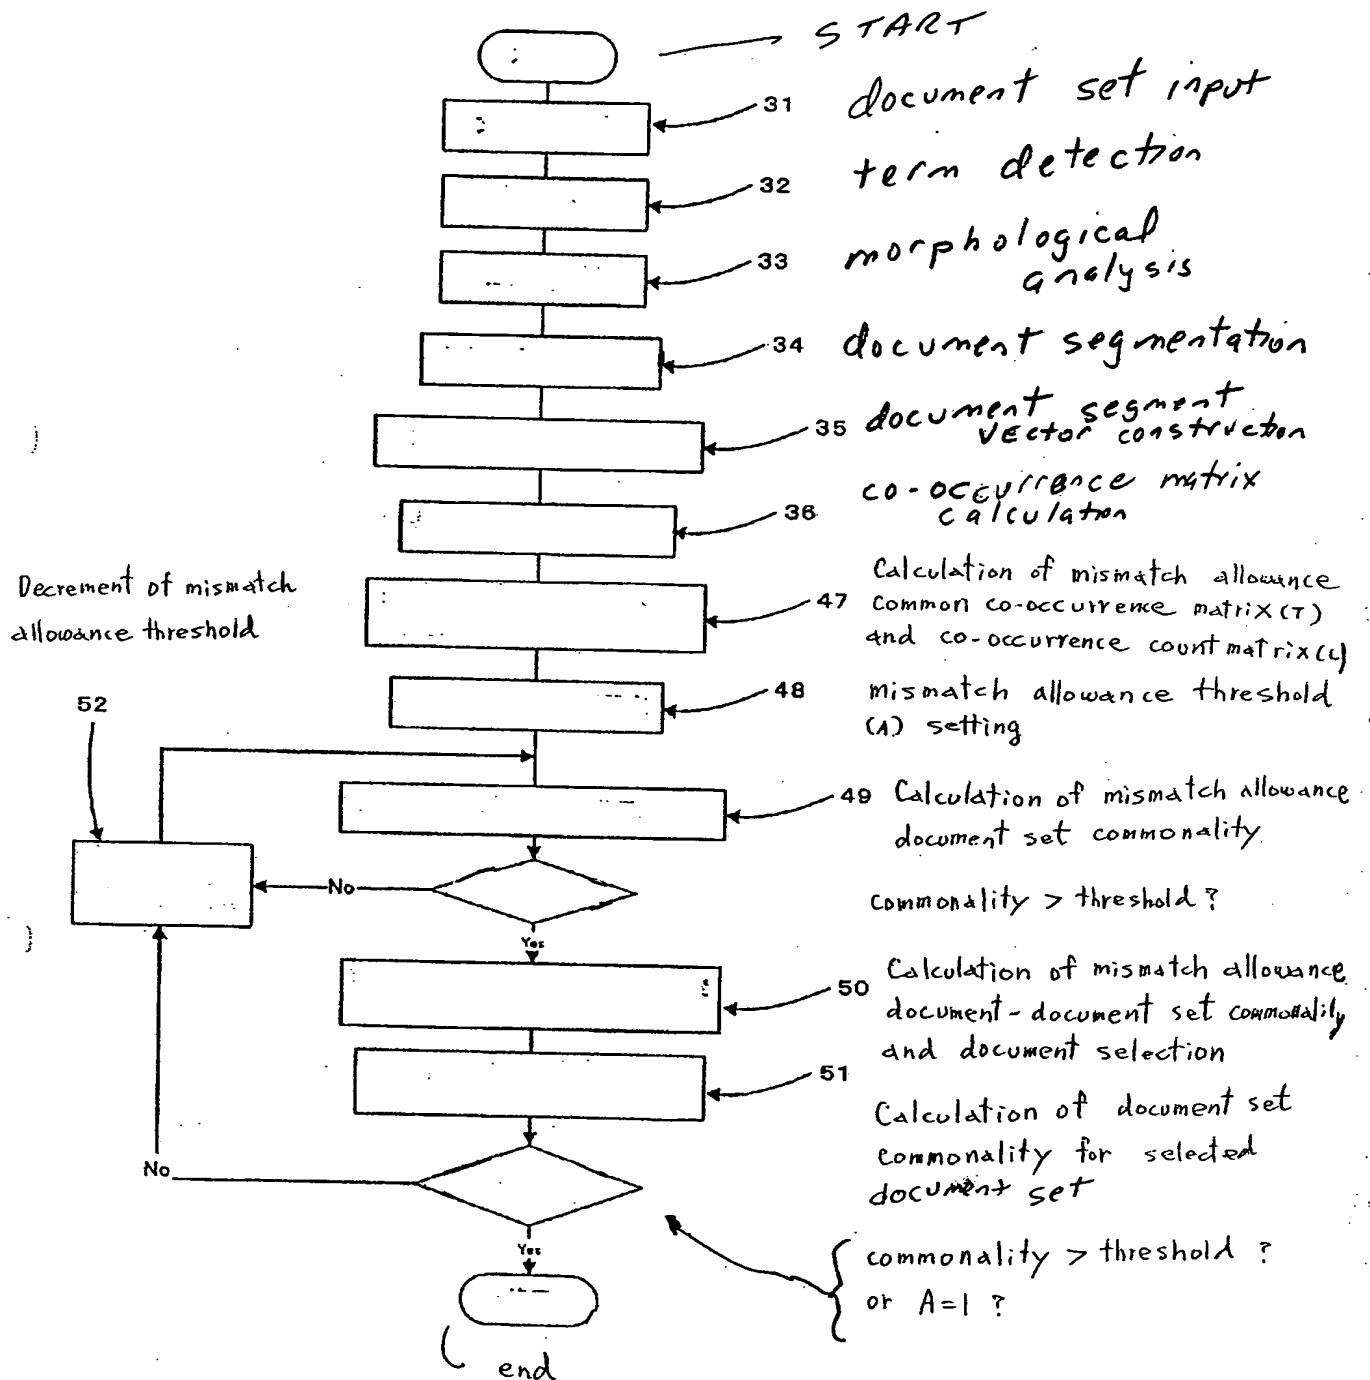 START
31 document set input
32 term detection
33 morphological
analysis
34 document segmentation
35 document segment
vector construction
36 co-occurrence matrix
calculation
Decrement of mismatch
allowance threshold
Calculation of mismatch allowance
47 common co-occurrence matrix (T)
and co-occurrence count matrix (L)
48 mismatch allowance threshold
(A) setting
52
49 Calculation of mismatch allowance
document set commonality
No
commonality > threshold ?
Yes
50 Calculation of mismatch allowance
document-document set commonality
and document selection
51
Calculation of document set
commonality for selected
document set
No
Yes
commonality > threshold ?
or A=1 ?
end